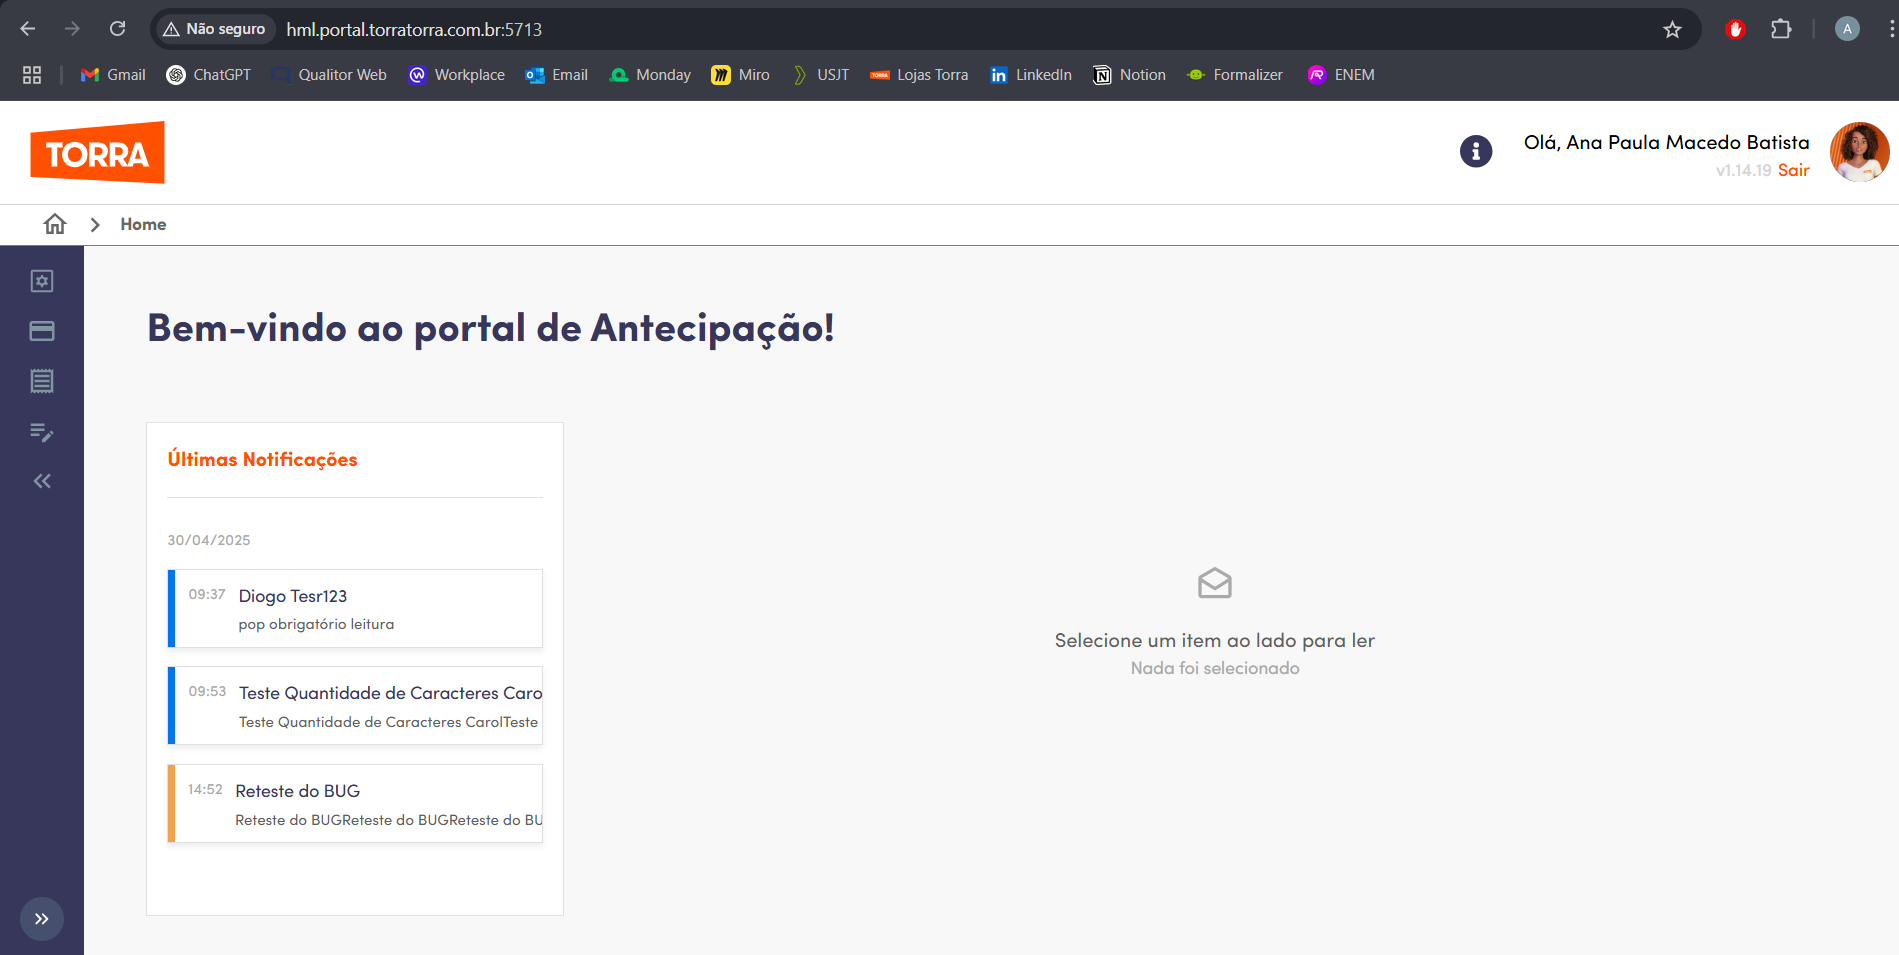 Não seguro
hml.portal.torratorra.com.br:5713
A
Gmail
ChatGPT
Qualitor Web
Workplace
Email
Monday
Miro
USJT
Lojas Torra
LinkedIn
Notion
Formalizer
ENEM
TORRA
Olá, Ana Paula Macedo Batista
v1.14.19 Sair
Home
Bem-vindo ao portal de Antecipação!
Últimas Notificações
30/04/2025
09:37 Diogo Tesr123
pop obrigatório leitura
09:53 Teste Quantidade de Caracteres Caro
Teste Quantidade de Caracteres CarolTeste
14:52 Reteste do BUG
Reteste do BUGReteste do BUGReteste do BU
Selecione um item ao lado para ler
Nada foi selecionado